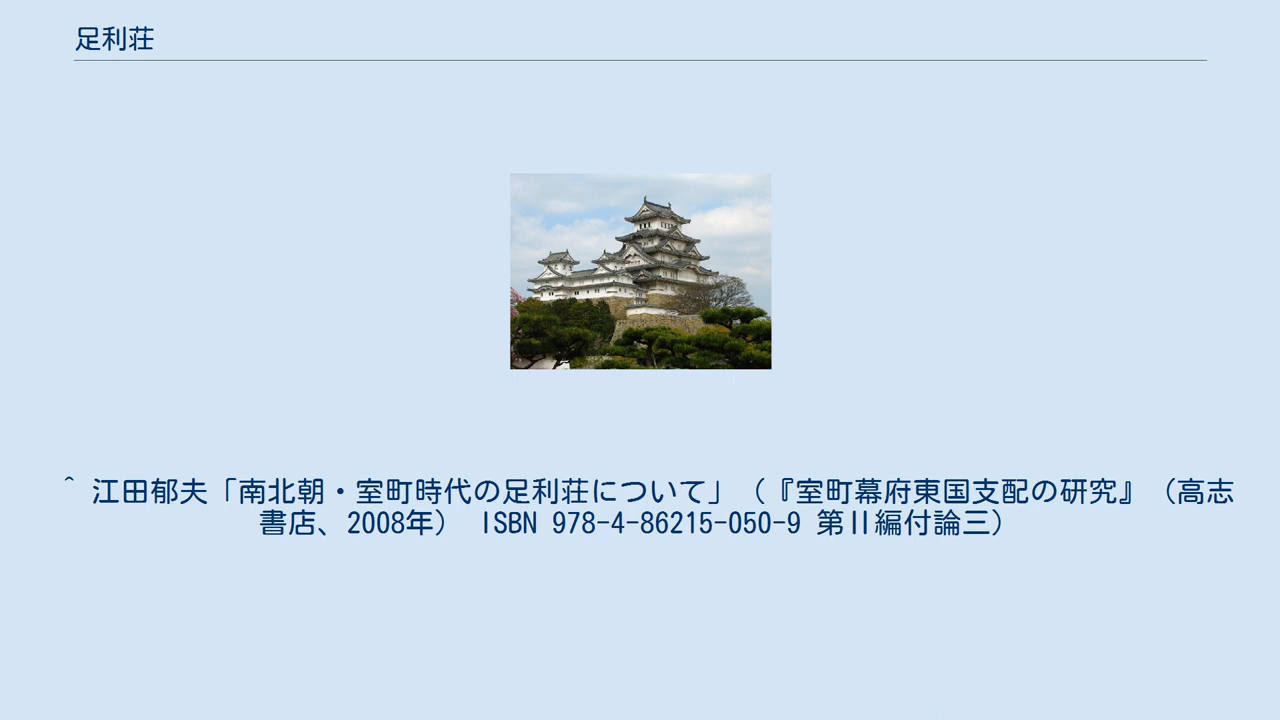 足利荘
^ 江田郁夫「南北朝・室町時代の足利荘について」（『室町幕府東国支配の研究』（高志
書店、2008年） ISBN 978-4-86215-050-9 第II編付論三）